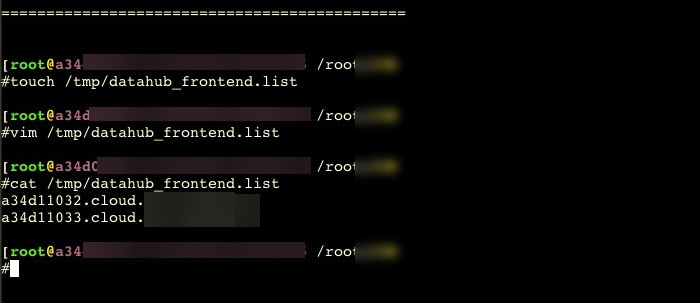 ============================================
[root@a34 /root
#touch /tmp/datahub_frontend.list
[root@a34d /root
#vim /tmp/datahub_frontend.list
[root@a34d0 /root
#cat /tmp/datahub_frontend.list
a34d11032.cloud.
a34d11033.cloud.
[root@a34 /root
#